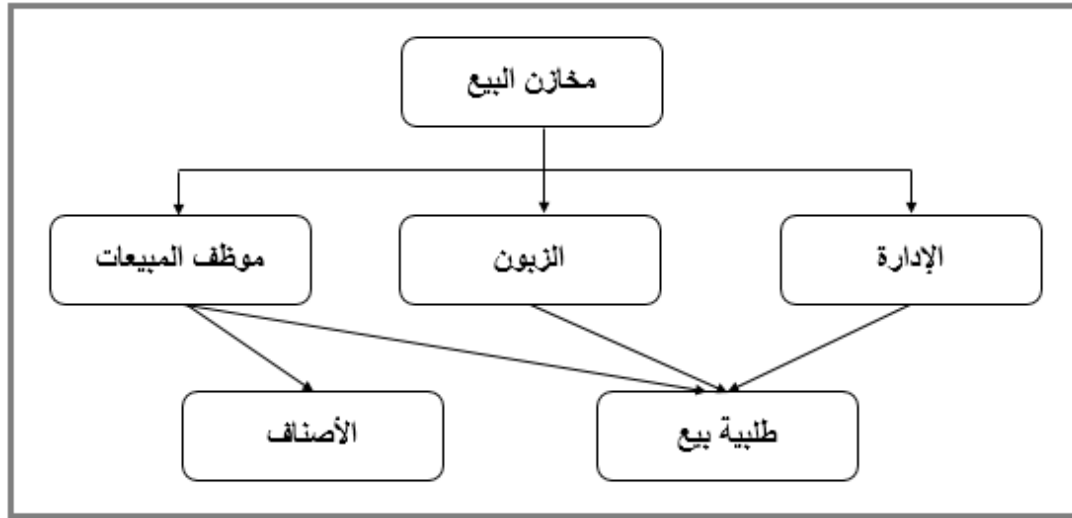 مخازن البيع
الإدارة
الزبون
موظف المبيعات
طلبية بيع
الأصناف